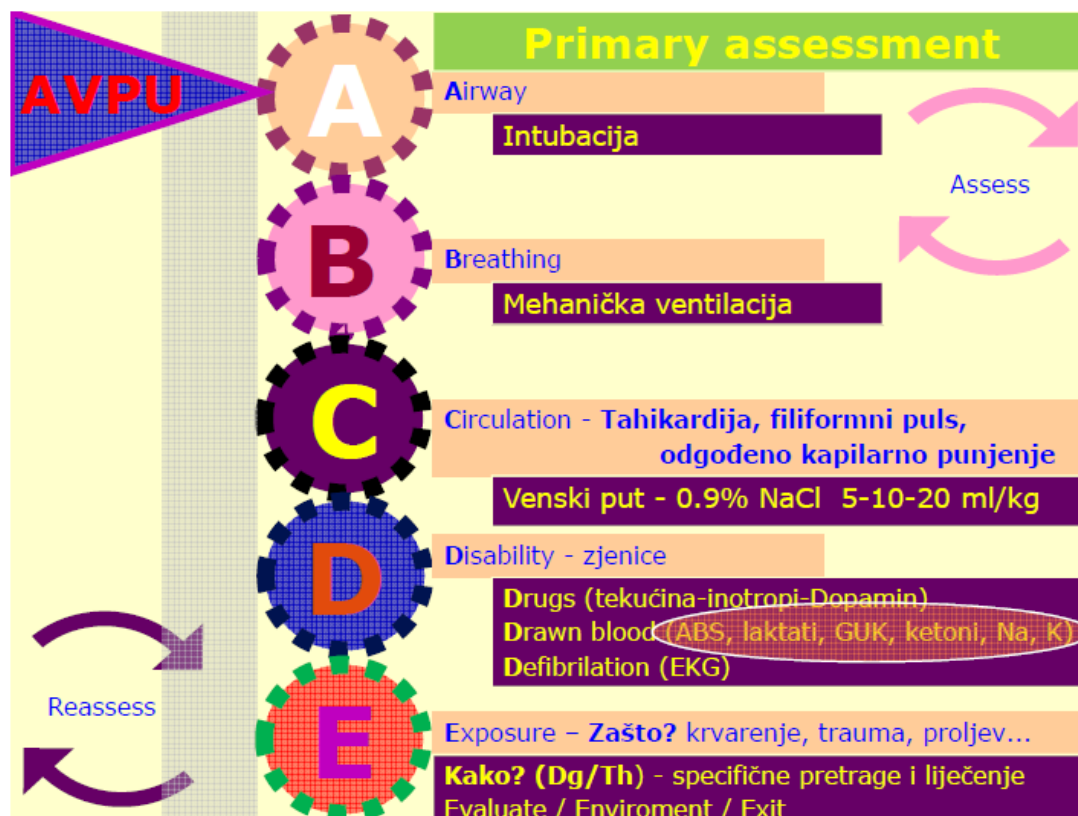 AVPU
Primary assessment
A
Airway
Intubacija
Assess
B
Breathing
Mehanička ventilacija
C
Circulation - Tahikardija, filiformni puls,
odgođeno kapilarno punjenje
Venski put - 0.9% NaCl 5-10-20 ml/kg
D
Disability - zjenice
Drugs (tekućina-inotropi-Dopamin)
Drawn blood (ABS, laktati, GUK, ketoni, Na, K)
Defibrilation (EKG)
Reassess
E
Exposure – Zašto? krvarenje, trauma, proljev...
Kako? (Dg/Th) - specifične pretrage i liječenje
Evaluate / Enviroment / Exit